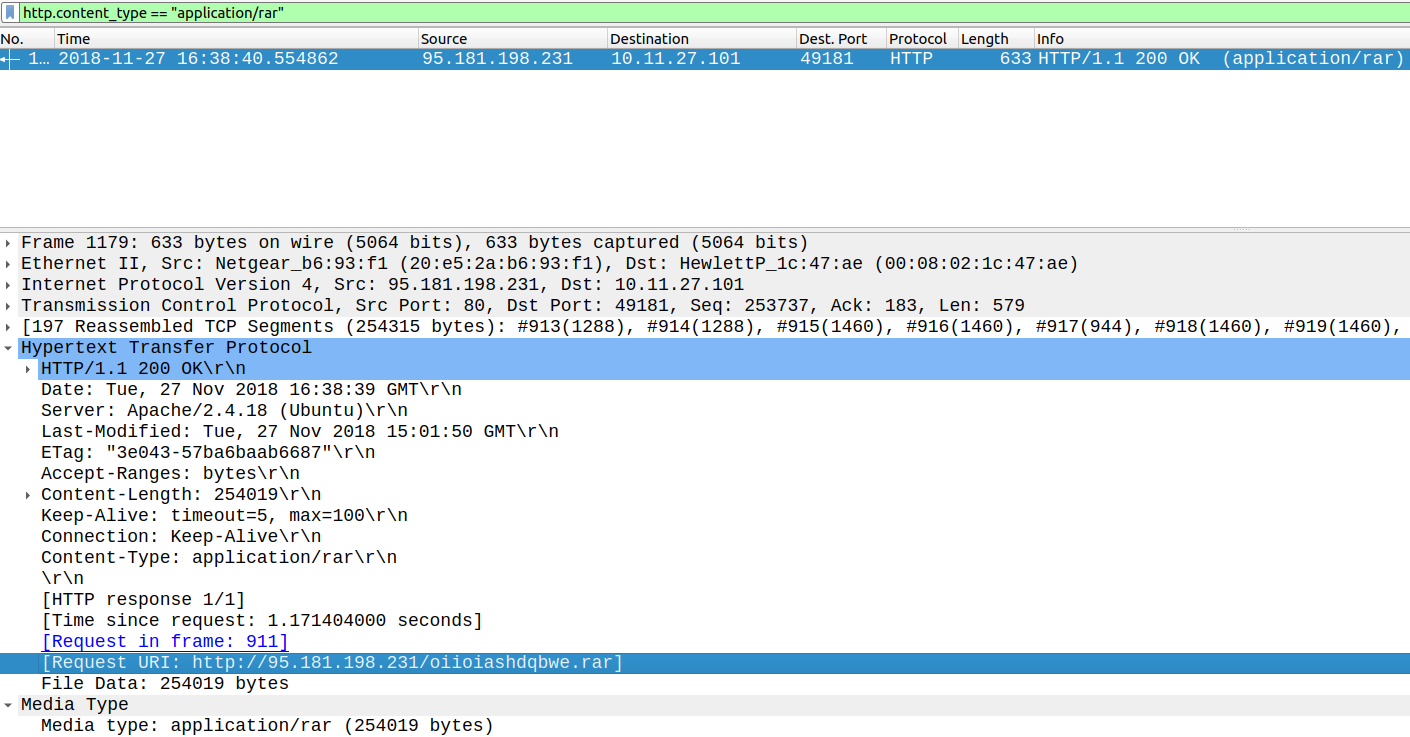 http.content_type == "application/rar"
No. Time Source Destination Dest. Port Protocol Length Info
1… 2018-11-27 16:38:40.554862 95.181.198.231 10.11.27.101 49181 HTTP 633 HTTP/1.1 200 OK (application/rar)
Frame 1179: 633 bytes on wire (5064 bits), 633 bytes captured (5064 bits)
Ethernet II, Src: Netgear_b6:93:f1 (20:e5:2a:b6:93:f1), Dst: HewlettP_1c:47:ae (00:08:02:1c:47:ae)
Internet Protocol Version 4, Src: 95.181.198.231, Dst: 10.11.27.101
Transmission Control Protocol, Src Port: 80, Dst Port: 49181, Seq: 253737, Ack: 183, Len: 579
[197 Reassembled TCP Segments (254315 bytes): #913(1288), #914(1288), #915(1460), #916(1460), #917(944), #918(1460), #919(1460),
Hypertext Transfer Protocol
HTTP/1.1 200 OK\r\n
Date: Tue, 27 Nov 2018 16:38:39 GMT\r\n
Server: Apache/2.4.18 (Ubuntu)\r\n
Last-Modified: Tue, 27 Nov 2018 15:01:50 GMT\r\n
ETag: "3e043-57ba6baab6687"\r\n
Accept-Ranges: bytes\r\n
Content-Length: 254019\r\n
Keep-Alive: timeout=5, max=100\r\n
Connection: Keep-Alive\r\n
Content-Type: application/rar\r\n
\r\n
[HTTP response 1/1]
[Time since request: 1.171404000 seconds]
[Request in frame: 911]
[Request URI: http://95.181.198.231/oiioiashdqbwe.rar]
File Data: 254019 bytes
Media Type
Media type: application/rar (254019 bytes)